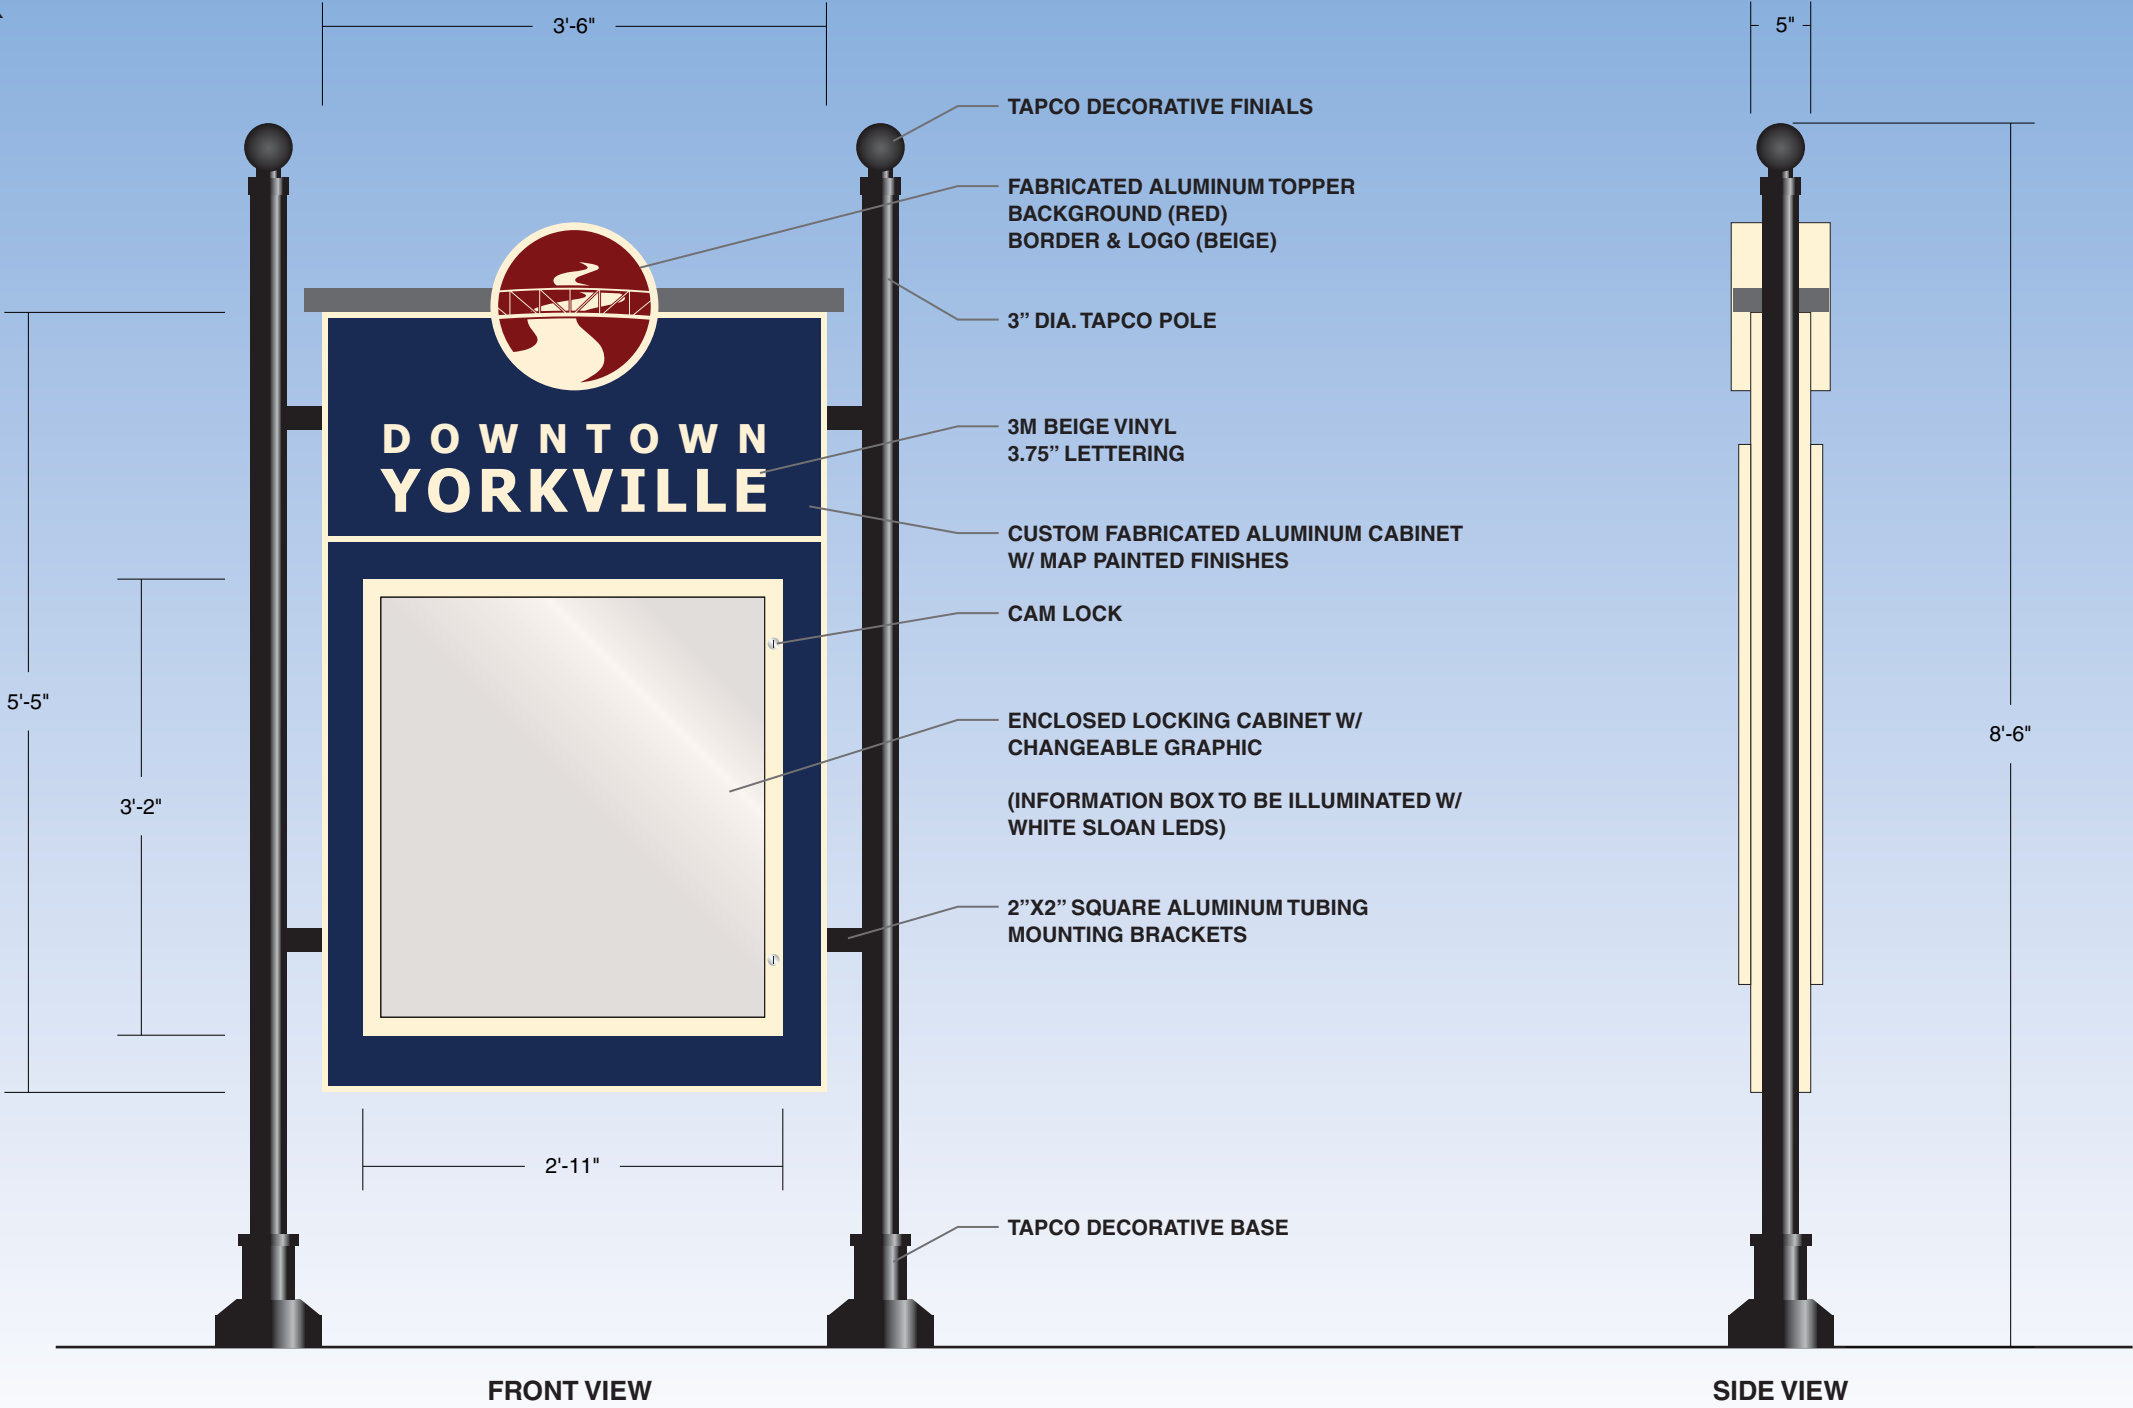 3'-6"
5"
TAPCO DECORATIVE FINIALS
FABRICATED ALUMINUM TOPPER
BACKGROUND (RED)
BORDER & LOGO (BEIGE)
3” DIA. TAPCO POLE
DOWNTOWN
YORKVILLE
3M BEIGE VINYL
3.75” LETTERING
CUSTOM FABRICATED ALUMINUM CABINET
W/ MAP PAINTED FINISHES
CAM LOCK
5'-5"
3'-2"
ENCLOSED LOCKING CABINET W/
CHANGEABLE GRAPHIC
(INFORMATION BOX TO BE ILLUMINATED W/
WHITE SLOAN LEDS)
8'-6"
2”X2” SQUARE ALUMINUM TUBING
MOUNTING BRACKETS
2'-11"
TAPCO DECORATIVE BASE
FRONT VIEW
SIDE VIEW